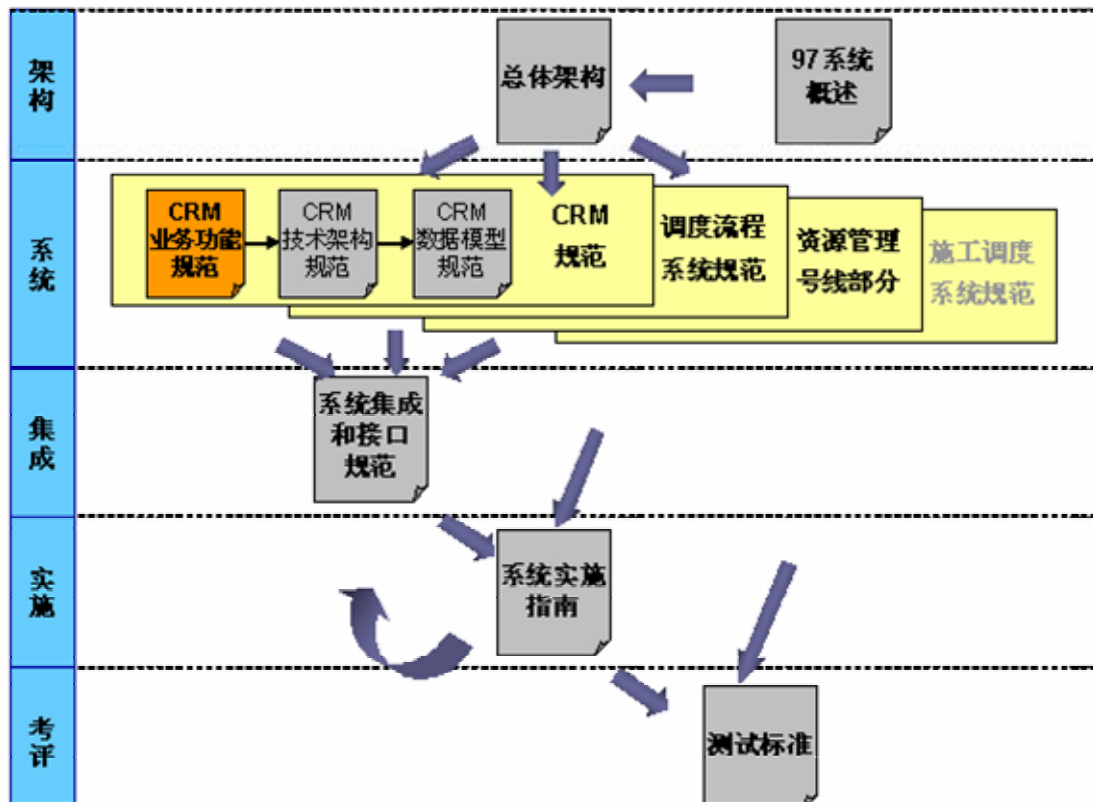 架
构
总体架构
97系统
概述
系
统
CRM
业务功能
规范
CRM
技术架构
规范
CRM
数据模型
规范
CRM
规范
调度流程
系统规范
资源管理
号线部分
施工调度
系统规范
集
成
系统集成
和接口
规范
实
施
系统实施
指南
考
评
测试标准